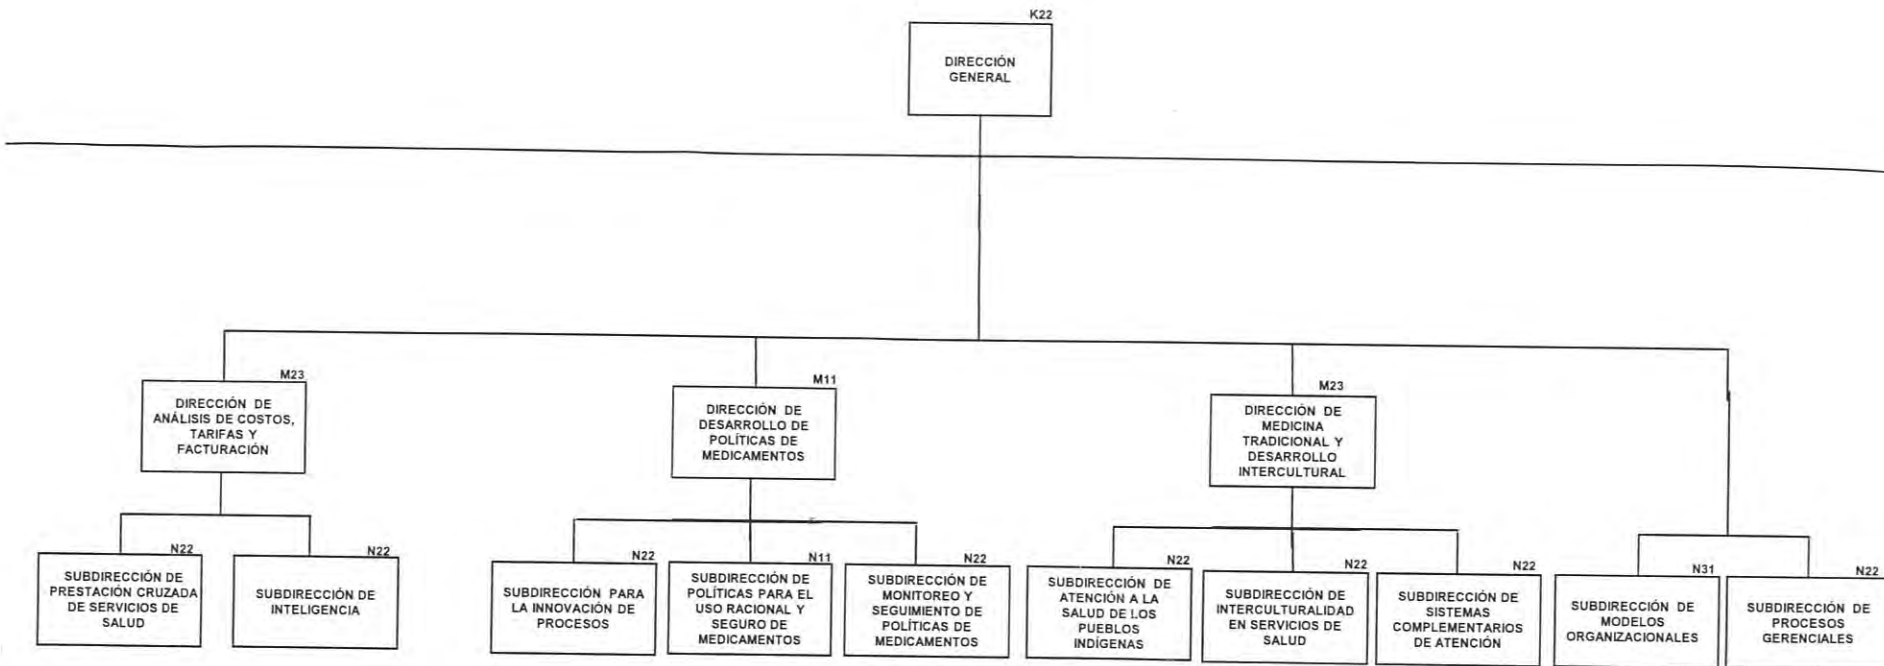 K22
DIRECCIÓN
GENERAL
M23
DIRECCIÓN DE
ANÁLISIS DE COSTOS,
TARIFAS Y
FACTURACIÓN
M11
DIRECCIÓN DE
DESARROLLO DE
POLÍTICAS DE
MEDICAMENTOS
M23
DIRECCIÓN DE
MEDICINA
TRADICIONAL Y
DESARROLLO
INTERCULTURAL
N22
SUBDIRECCIÓN DE
PRESTACIÓN CRUZADA
DE SERVICIOS DE
SALUD
N22
SUBDIRECCIÓN DE
INTELIGENCIA
N22
SUBDIRECCIÓN PARA
LA INNOVACIÓN DE
PROCESOS
N11
SUBDIRECCIÓN DE
POLÍTICAS PARA EL
USO RACIONAL Y
SEGURO DE
MEDICAMENTOS
N22
SUBDIRECCIÓN DE
MONITOREO Y
SEGUIMIENTO DE
POLÍTICAS DE
MEDICAMENTOS
N22
SUBDIRECCIÓN DE
ATENCIÓN A LA
SALUD DE LOS
PUEBLOS
INDÍGENAS
N22
SUBDIRECCIÓN DE
INTERCULTURALIDAD
EN SERVICIOS DE
SALUD
N22
SUBDIRECCIÓN DE
SISTEMAS
COMPLEMENTARIOS
DE ATENCIÓN
N31
SUBDIRECCIÓN DE
MODELOS
ORGANIZACIONALES
N22
SUBDIRECCIÓN DE
PROCESOS
GERENCIALES